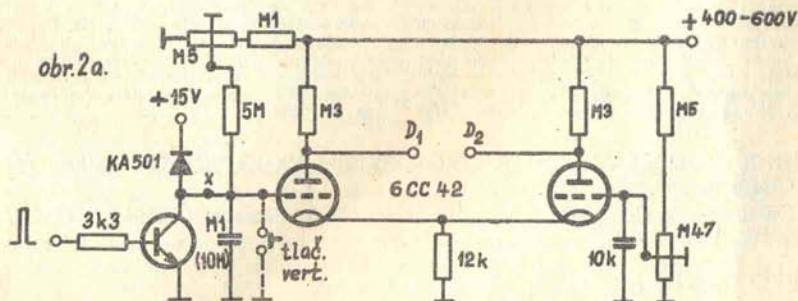 M5
M1
+ 400-600V
obr.2a.
+15V
5M
M3
D1
D2
M3
M5
KA501
x
6CC42
3k3
M1
(10M)
tlač.
vert.
12k
10k
M47